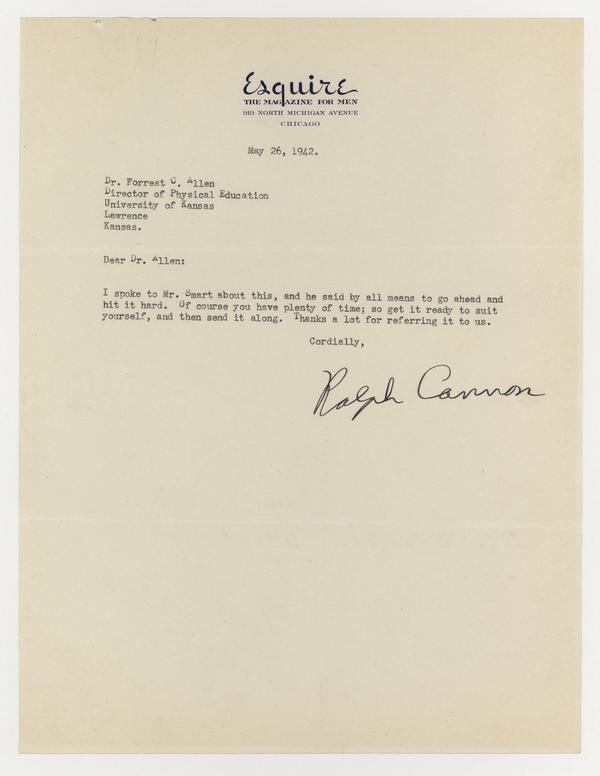 Esquire
THE MAGAZINE FOR MEN
919 NORTH MICHIGAN AVENUE
CHICAGO
May 26, 1942.
Dr. Forrest C. Allen
Director of Physical Education
University of Kansas
Lawrence
Kansas.
Dear Dr. Allen:
I spoke to Mr. Smart about this, and he said by all means to go ahead and
hit it hard. Of course you have plenty of time; so get it ready to suit
yourself, and then send it along. Thanks a lot for referring it to us.
Cordially,
Ralph Cannon